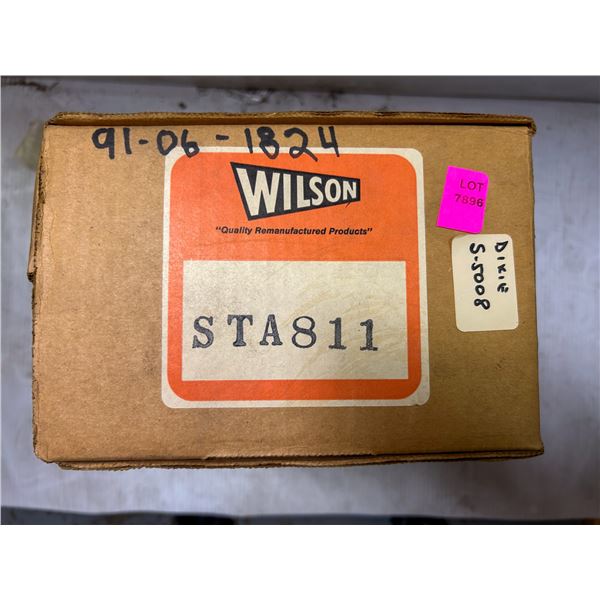 91-06-1824
WILSON
"Quality Remanufactured Products"
STA811
LOT
7896
DIXIE
S-5008